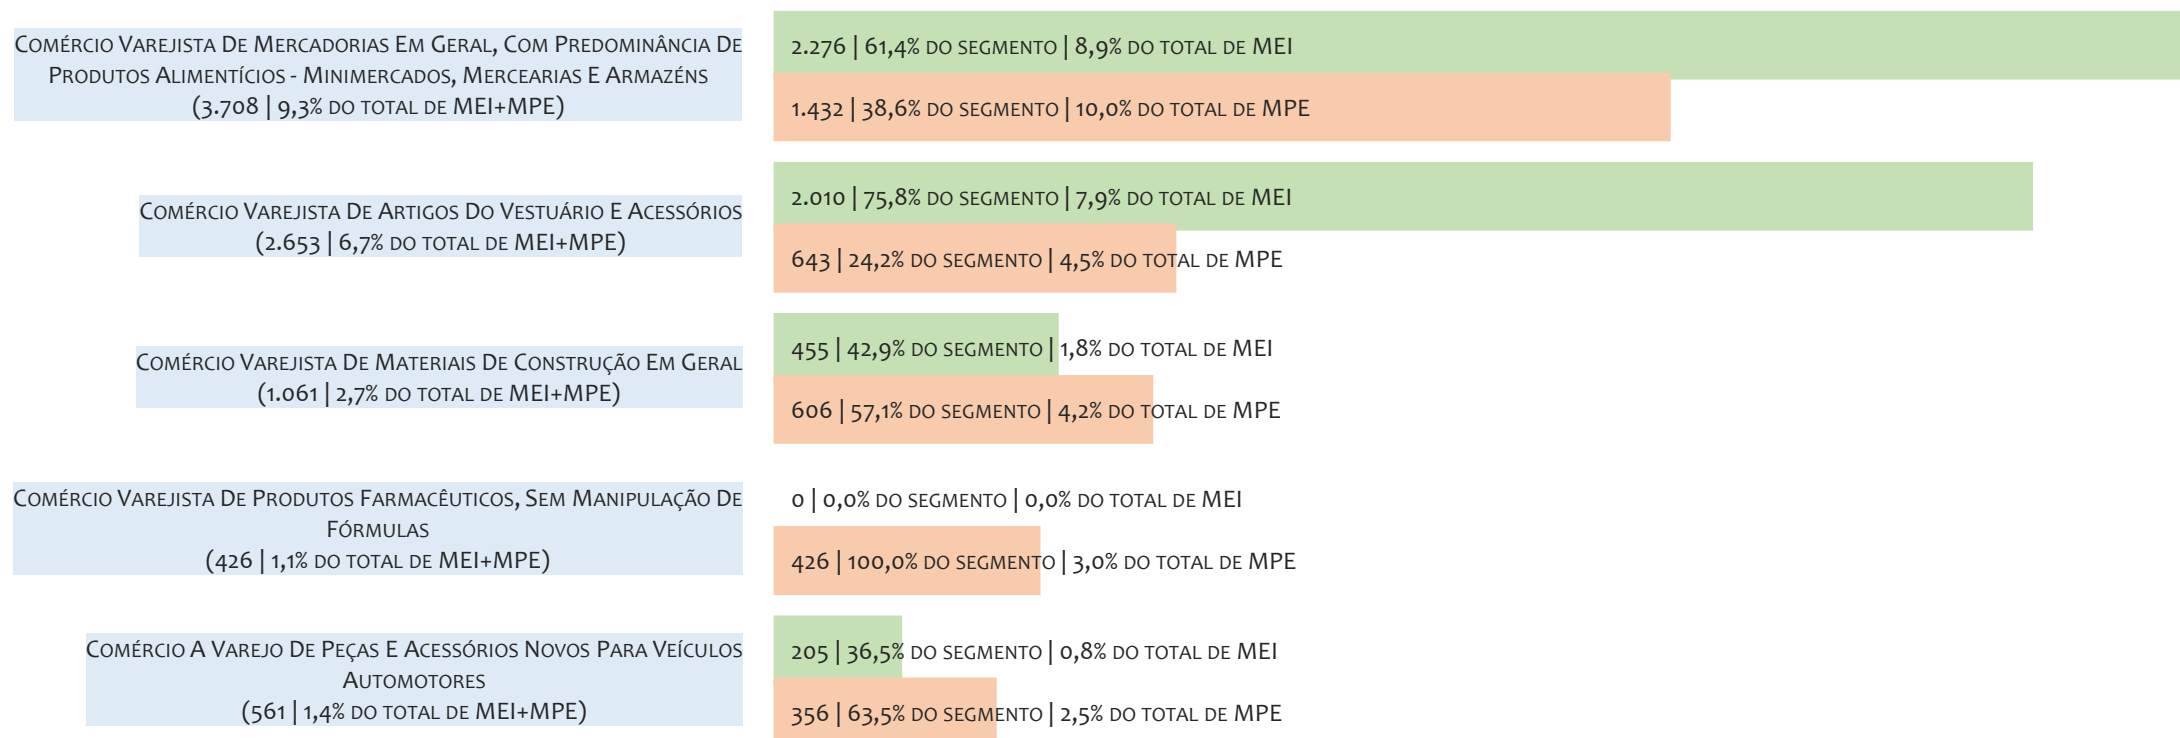 Comércio Varejista De Mercadorias Em Geral, Com Predominância De
Produtos Alimentícios - Minimercados, Mercearias E Armazéns
(3.708 | 9,3% do total de MEI+MPE)
2.276 | 61,4% do segmento | 8,9% do total de MEI
1.432 | 38,6% do segmento | 10,0% do total de MPE
Comércio Varejista De Artigos Do Vestuário E Acessórios
(2.653 | 6,7% do total de MEI+MPE)
2.010 | 75,8% do segmento | 7,9% do total de MEI
643 | 24,2% do segmento | 4,5% do total de MPE
Comércio Varejista De Materiais De Construção Em Geral
(1.061 | 2,7% do total de MEI+MPE)
455 | 42,9% do segmento | 1,8% do total de MEI
606 | 57,1% do segmento | 4,2% do total de MPE
Comércio Varejista De Produtos Farmacêuticos, Sem Manipulação De
Fórmulas
(426 | 1,1% do total de MEI+MPE)
0 | 0,0% do segmento | 0,0% do total de MEI
426 | 100,0% do segmento | 3,0% do total de MPE
Comércio A Varejo De Peças E Acessórios Novos Para Veículos
Automotores
(561 | 1,4% do total de MEI+MPE)
205 | 36,5% do segmento | 0,8% do total de MEI
356 | 63,5% do segmento | 2,5% do total de MPE